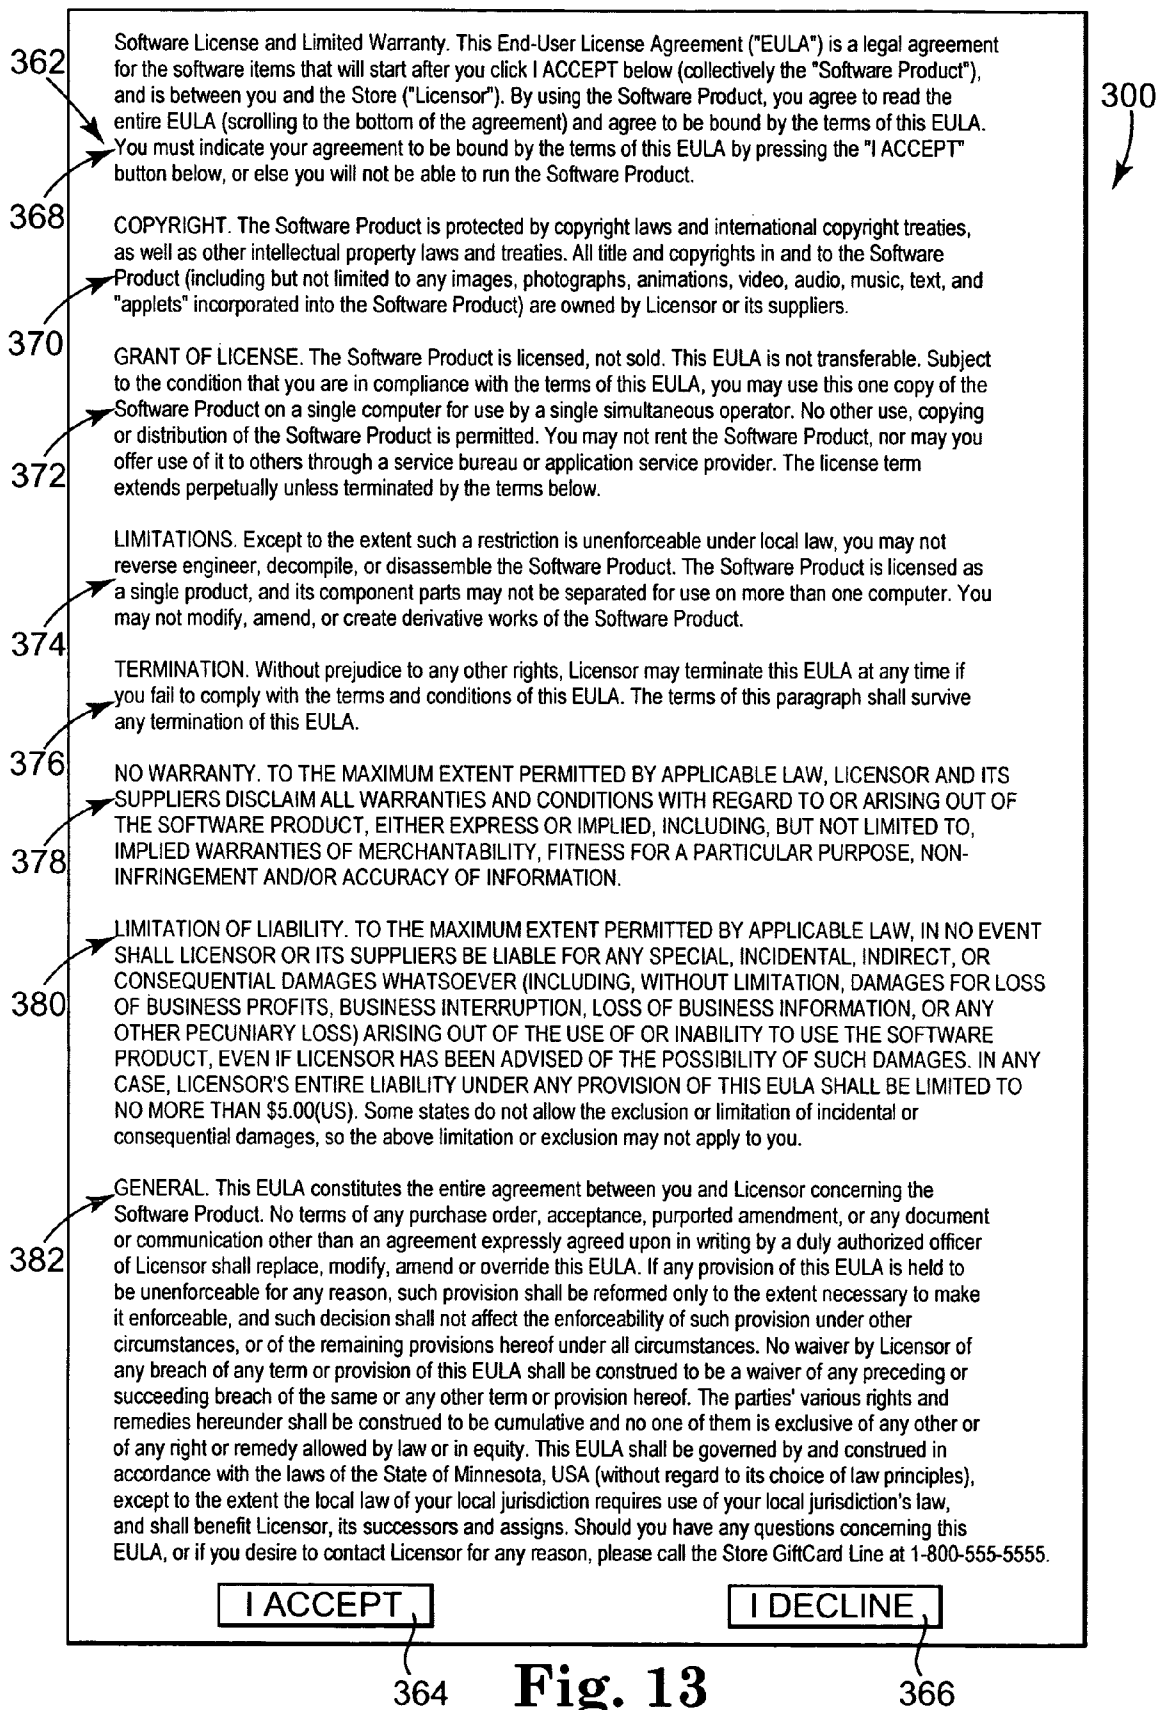 Software License and Limited Warranty. This End-User License Agreement ("EULA") is a legal agreement
362
for the software items that will start after you click I ACCEPT below (collectively the "Software Product"),
and is between you and the Store ("Licensor"). By using the Software Product, you agree to read the
300
entire EULA (scrolling to the bottom of the agreement) and agree to be bound by the terms of this EULA.
You must indicate your agreement to be bound by the terms of this EULA by pressing the "I ACCEPT"
button below, or else you will not be able to run the Software Product.
368
COPYRIGHT. The Software Product is protected by copyright laws and international copyright treaties,
as well as other intellectual property laws and treaties. All title and copyrights in and to the Software
Product (including but not limited to any images, photographs, animations, video, audio, music, text, and
"applets" incorporated into the Software Product) are owned by Licensor or its suppliers.
370
GRANT OF LICENSE. The Software Product is licensed, not sold. This EULA is not transferable. Subject
to the condition that you are in compliance with the terms of this EULA, you may use this one copy of the
Software Product on a single computer for use by a single simultaneous operator. No other use, copying
or distribution of the Software Product is permitted. You may not rent the Software Product, nor may you
offer use of it to others through a service bureau or application service provider. The license term
372
extends perpetually unless terminated by the terms below.
LIMITATIONS. Except to the extent such a restriction is unenforceable under local law, you may not
reverse engineer, decompile, or disassemble the Software Product. The Software Product is licensed as
a single product, and its component parts may not be separated for use on more than one computer. You
may not modify, amend, or create derivative works of the Software Product.
374
TERMINATION. Without prejudice to any other rights, Licensor may terminate this EULA at any time if
you fail to comply with the terms and conditions of this EULA. The terms of this paragraph shall survive
any termination of this EULA.
376
NO WARRANTY. TO THE MAXIMUM EXTENT PERMITTED BY APPLICABLE LAW, LICENSOR AND ITS
SUPPLIERS DISCLAIM ALL WARRANTIES AND CONDITIONS WITH REGARD TO OR ARISING OUT OF
THE SOFTWARE PRODUCT, EITHER EXPRESS OR IMPLIED, INCLUDING, BUT NOT LIMITED TO,
IMPLIED WARRANTIES OF MERCHANTABILITY, FITNESS FOR A PARTICULAR PURPOSE, NON-
378
INFRINGEMENT AND/OR ACCURACY OF INFORMATION.
LIMITATION OF LIABILITY. TO THE MAXIMUM EXTENT PERMITTED BY APPLICABLE LAW, IN NO EVENT
SHALL LICENSOR OR ITS SUPPLIERS BE LIABLE FOR ANY SPECIAL, INCIDENTAL, INDIRECT, OR
CONSEQUENTIAL DAMAGES WHATSOEVER (INCLUDING, WITHOUT LIMITATION, DAMAGES FOR LOSS
380
OF BUSINESS PROFITS, BUSINESS INTERRUPTION, LOSS OF BUSINESS INFORMATION, OR ANY
OTHER PECUNIARY LOSS) ARISING OUT OF THE USE OF OR INABILITY TO USE THE SOFTWARE
PRODUCT, EVEN IF LICENSOR HAS BEEN ADVISED OF THE POSSIBILITY OF SUCH DAMAGES. IN ANY
CASE, LICENSOR'S ENTIRE LIABILITY UNDER ANY PROVISION OF THIS EULA SHALL BE LIMITED TO
NO MORE THAN $5.00(US). Some states do not allow the exclusion or limitation of incidental or
consequential damages, so the above limitation or exclusion may not apply to you.
GENERAL. This EULA constitutes the entire agreement between you and Licensor concerning the
Software Product. No terms of any purchase order, acceptance, purported amendment, or any document
or communication other than an agreement expressly agreed upon in writing by a duly authorized officer
382
of Licensor shall replace, modify, amend or override this EULA. If any provision of this EULA is held to
be unenforceable for any reason, such provision shall be reformed only to the extent necessary to make
it enforceable, and such decision shall not affect the enforceability of such provision under other
circumstances, or of the remaining provisions hereof under all circumstances. No waiver by Licensor of
any breach of any term or provision of this EULA shall be construed to be a waiver of any preceding or
succeeding breach of the same or any other term or provision hereof. The parties' various rights and
remedies hereunder shall be construed to be cumulative and no one of them is exclusive of any other or
of any right or remedy allowed by law or in equity. This EULA shall be governed by and construed in
accordance with the laws of the State of Minnesota, USA (without regard to its choice of law principles),
except to the extent the local law of your local jurisdiction requires use of your local jurisdiction's law,
and shall benefit Licensor, its successors and assigns. Should you have any questions concerning this
EULA, or if you desire to contact Licensor for any reason, please call the Store GiftCard Line at 1-800-555-5555.
I ACCEPT
I DECLINE
364
Fig. 13
366